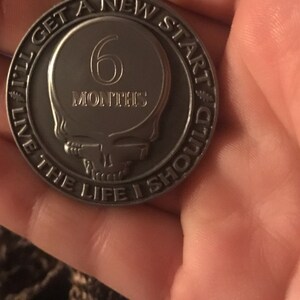 I'LL GET A NEW START
LIVE THE LIFE I SHOULD
6
MONTHS